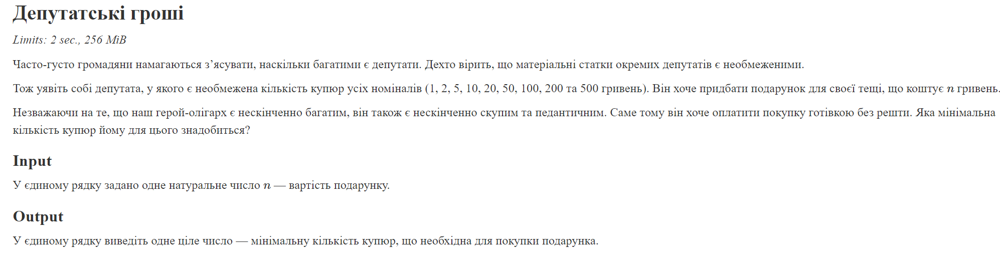 Депутатські гроші
Limits: 2 sec., 256 MiB
Часто-густо громадяни намагаються з’ясувати, наскільки багатими є депутати. Дехто вірить, що матеріальні статки окремих депутатів є необмеженими.
Тож уявіть собі депутата, у якого є необмежена кількість купюр усіх номіналів (1, 2, 5, 10, 20, 50, 100, 200 та 500 гривень). Він хоче придбати подарунок для своєї тещі, що коштує n гривень.
Незважаючи на те, що наш герой-олігарх є нескінченно багатим, він також є нескінченно скупим та педантичним. Саме тому він хоче оплатити покупку готівкою без решти. Яка мінімальна
кількість купюр йому для цього знадобиться?
Input
У єдиному рядку задано одне натуральне число n — вартість подарунку.
Output
У єдиному рядку виведіть одне ціле число — мінімальну кількість купюр, що необхідна для покупки подарунка.